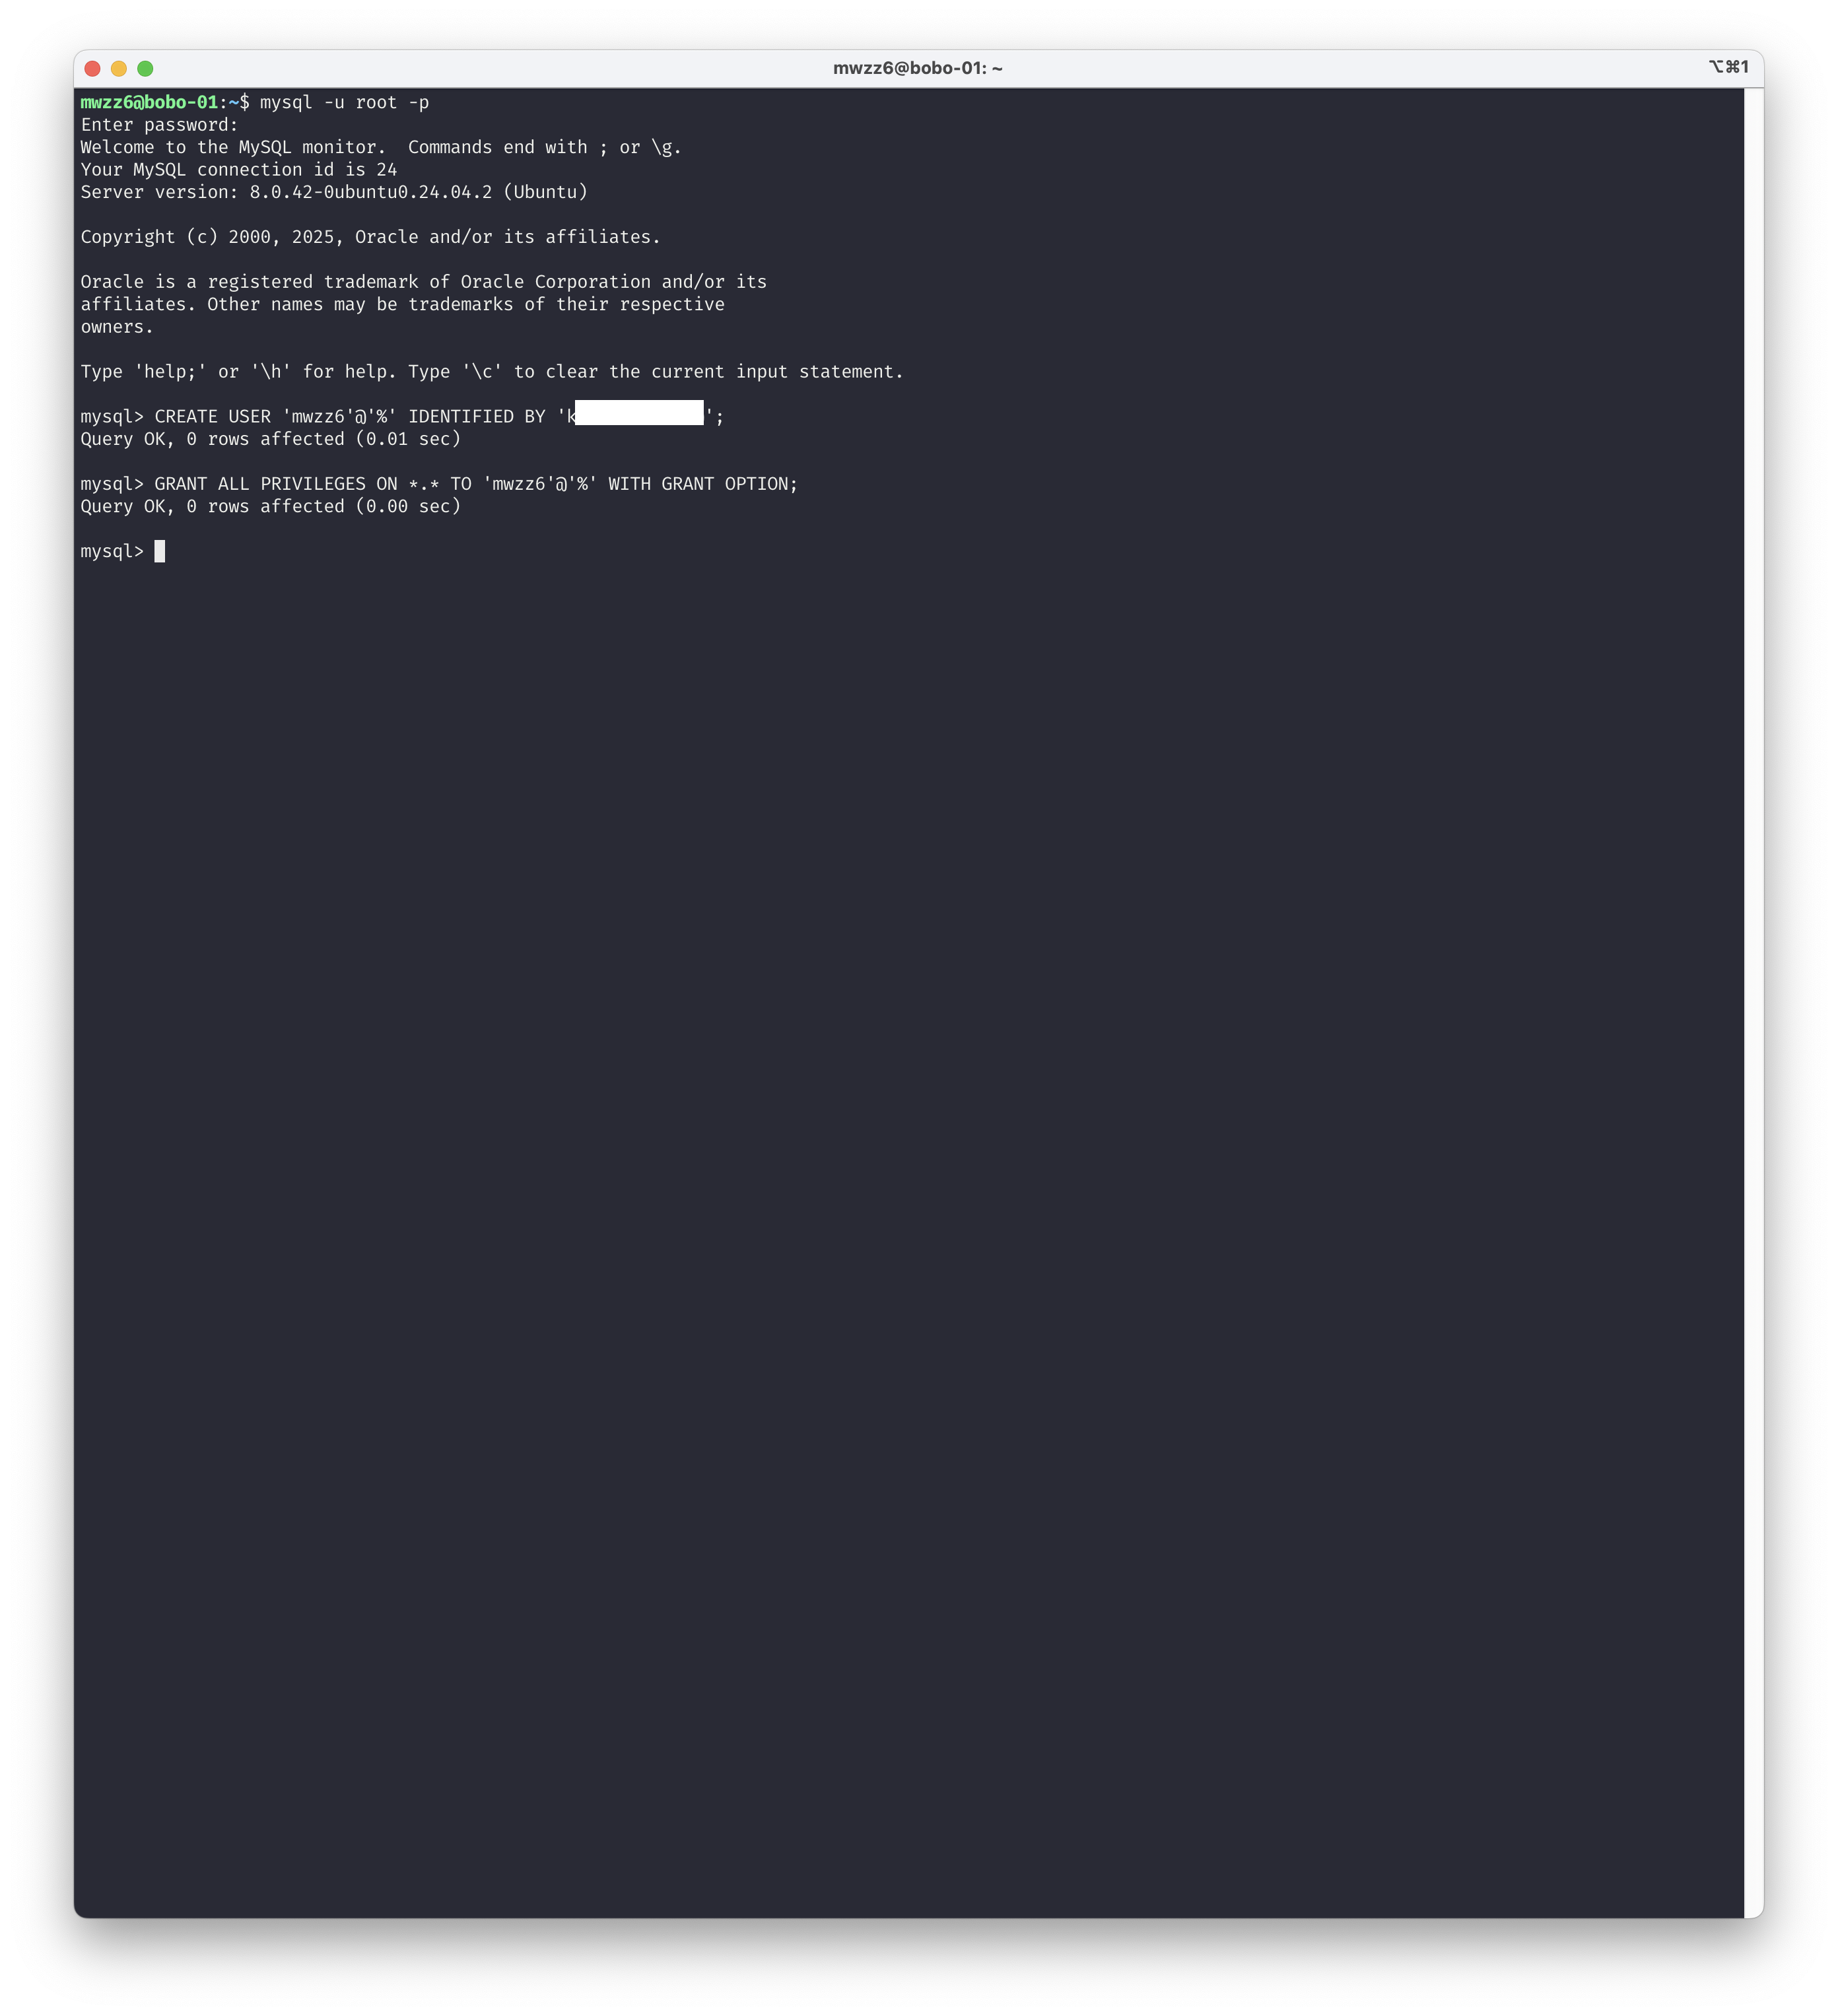 mwzz6@bobo-01: ~
⌥⌘1
mwzz6@bobo-01:~$ mysql -u root -p
Enter password:
Welcome to the MySQL monitor.  Commands end with ; or \g.
Your MySQL connection id is 24
Server version: 8.0.42-0ubuntu0.24.04.2 (Ubuntu)
Copyright (c) 2000, 2025, Oracle and/or its affiliates.
Oracle is a registered trademark of Oracle Corporation and/or its
affiliates. Other names may be trademarks of their respective
owners.
Type 'help;' or '\h' for help. Type '\c' to clear the current input statement.
mysql> CREATE USER 'mwzz6'@'%' IDENTIFIED BY 'k';
Query OK, 0 rows affected (0.01 sec)
mysql> GRANT ALL PRIVILEGES ON *.* TO 'mwzz6'@'%' WITH GRANT OPTION;
Query OK, 0 rows affected (0.00 sec)
mysql>